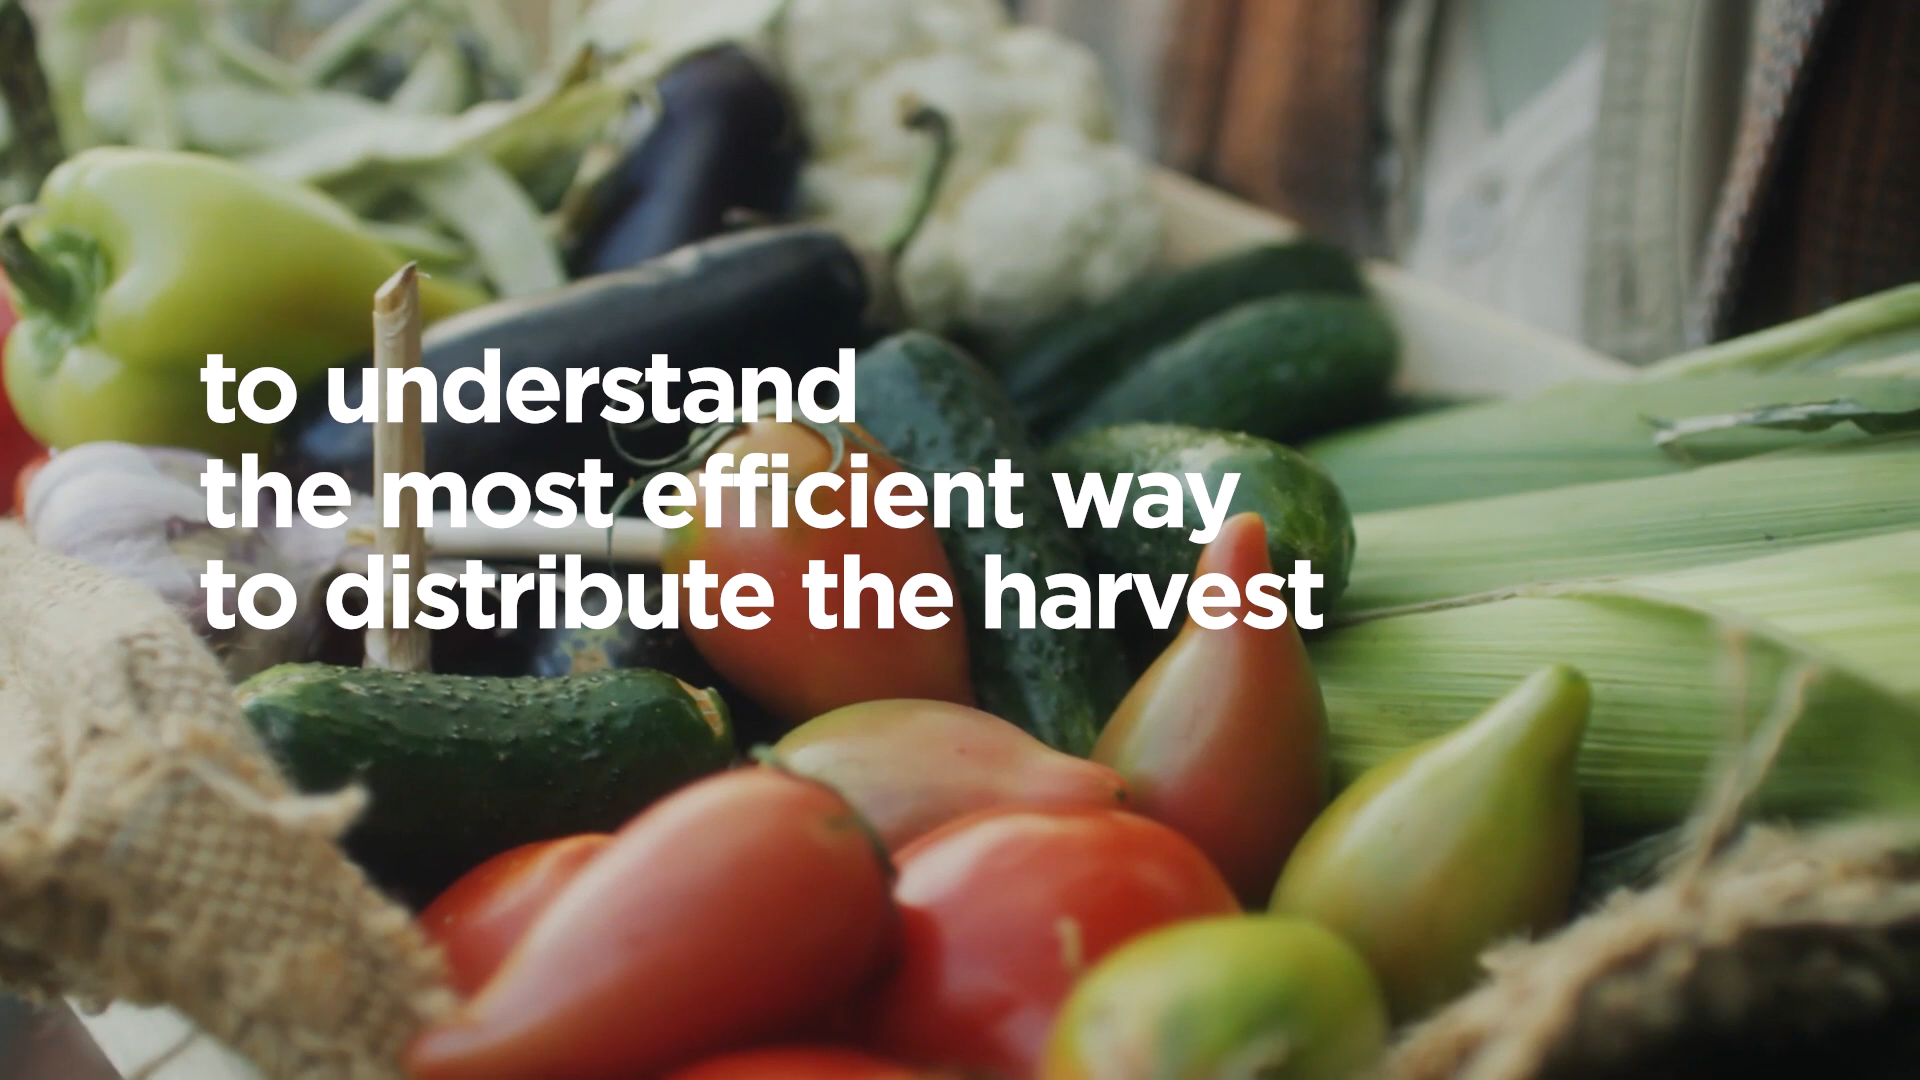 to understand
the most efficient way
to distribute the harvest